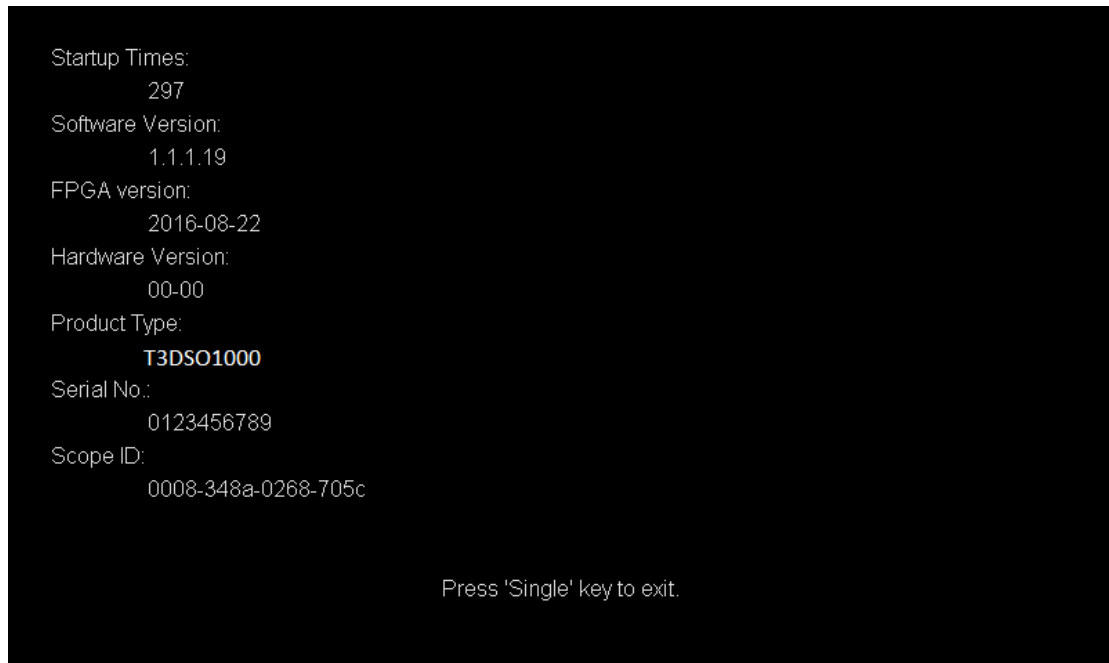 Startup Times:
297
Software Version:
1.1.1.19
FPGA version:
2016-08-22
Hardware Version:
00-00
Product Type:
T3DSO1000
Serial No.:
0123456789
Scope ID:
0008-348a-0268-705c
Press 'Single' key to exit.